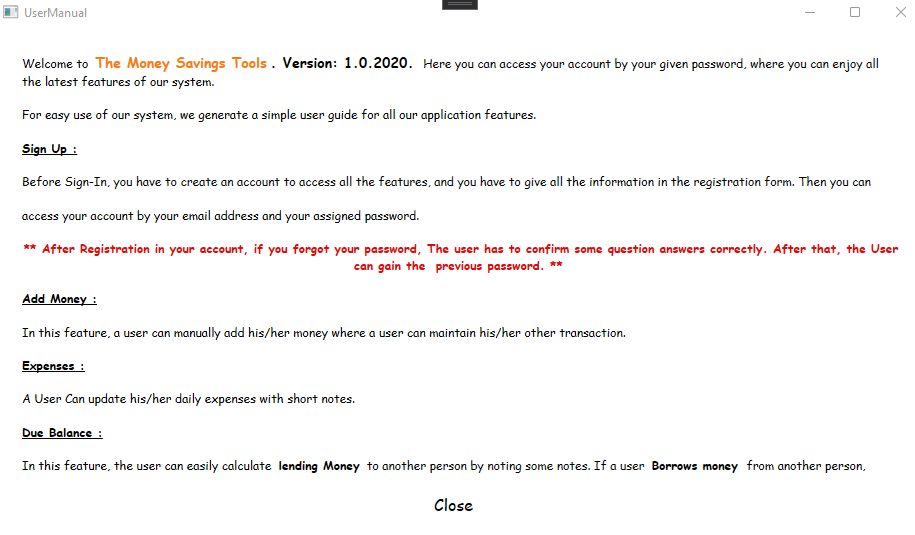 UserManual
Welcome to The Money Savings Tools . Version: 1.0.2020. Here you can access your account by your given password, where you can enjoy all
the latest features of our system.
For easy use of our system, we generate a simple user guide for all our application features.
Sign Up :
Before Sign-In, you have to create an account to access all the features, and you have to give all the information in the registration form. Then you can
access your account by your email address and your assigned password.
** After Registration in your account, if you forgot your password, The user has to confirm some question answers correctly. After that, the User
can gain the previous password. **
Add Money :
In this feature, a user can manually add his/her money where a user can maintain his/her other transaction.
Expenses :
A User Can update his/her daily expenses with short notes.
Due Balance :
In this feature, the user can easily calculate lending Money to another person by noting some notes. If a user Borrows money from another person,
Close